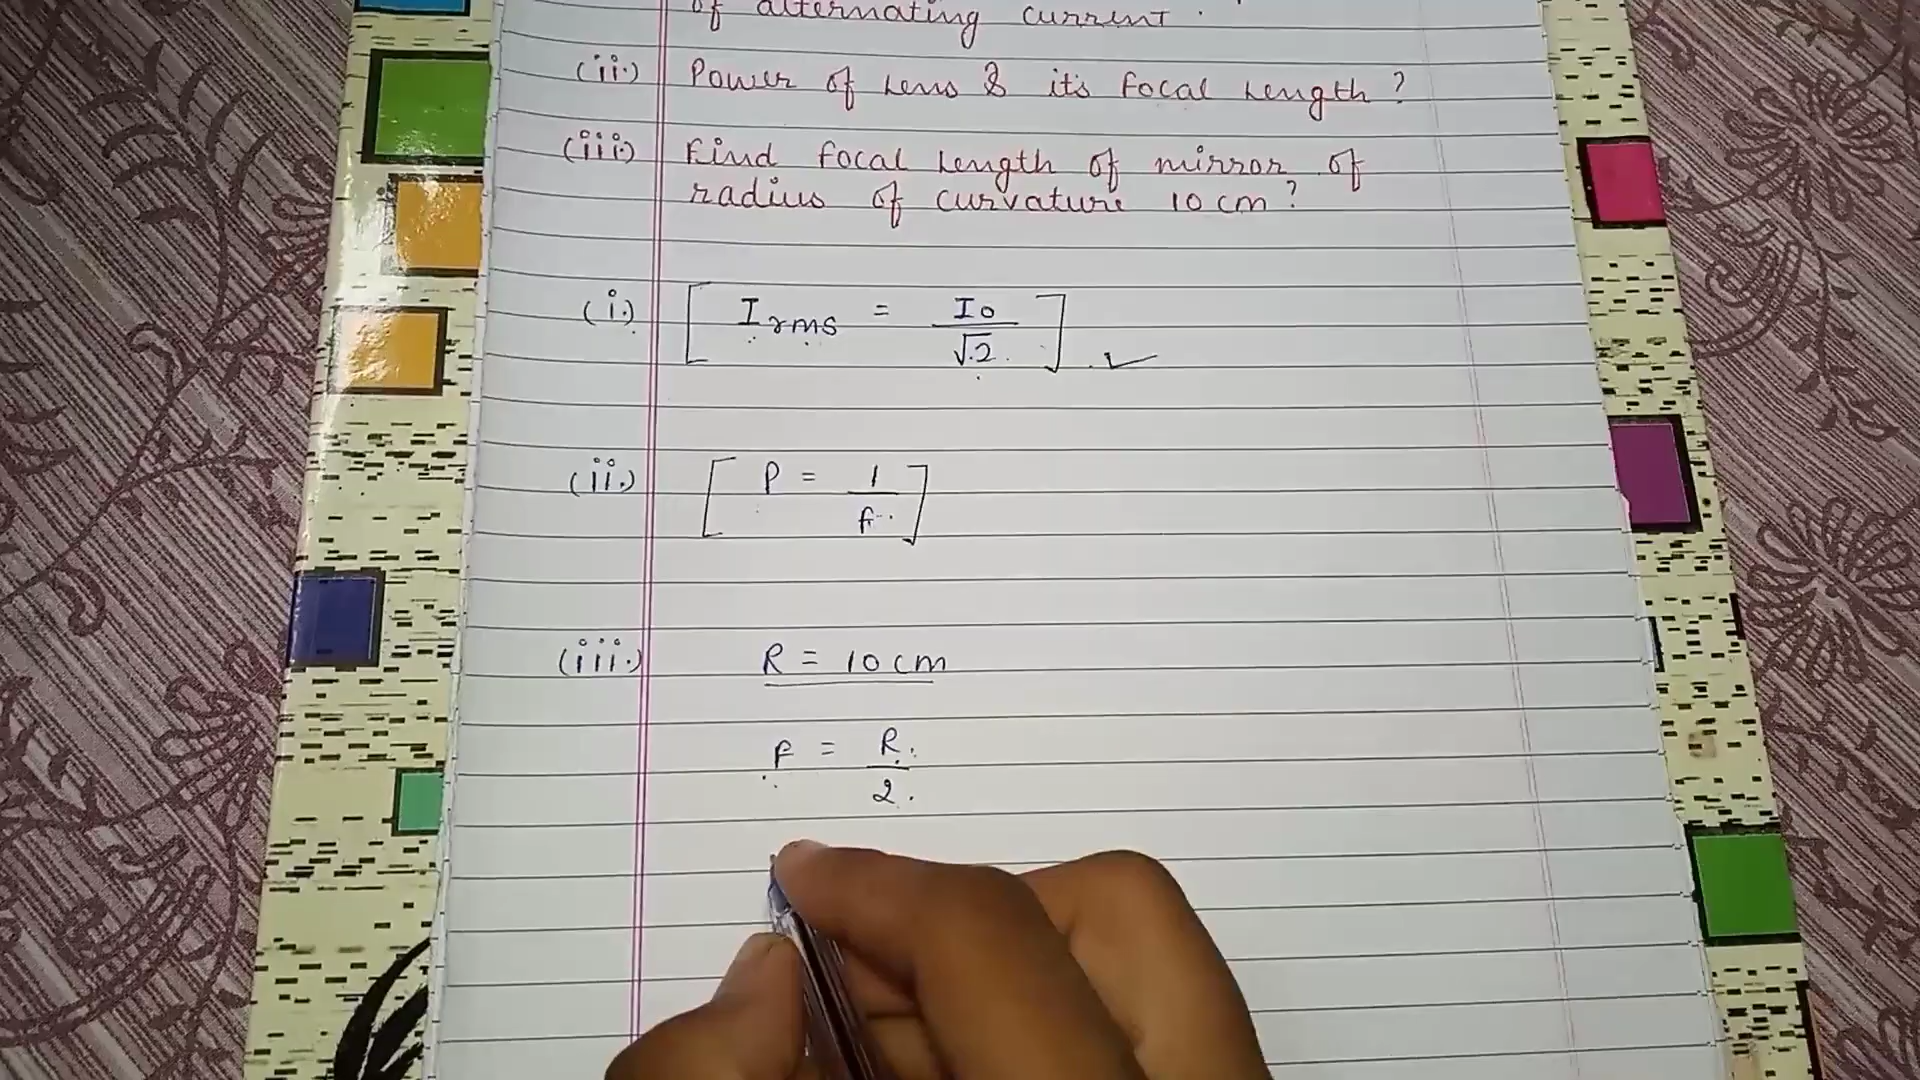 of alternating current.
(ii.) Power of Lens & it's focal Length?
(iii.) Find focal Length of mirror of
radius of curvature 10 cm?
(i.) [ Irms = I0/√2 ] ✓
(ii.) [ P = 1/f ]
(iii.) R = 10 cm
f = R/2